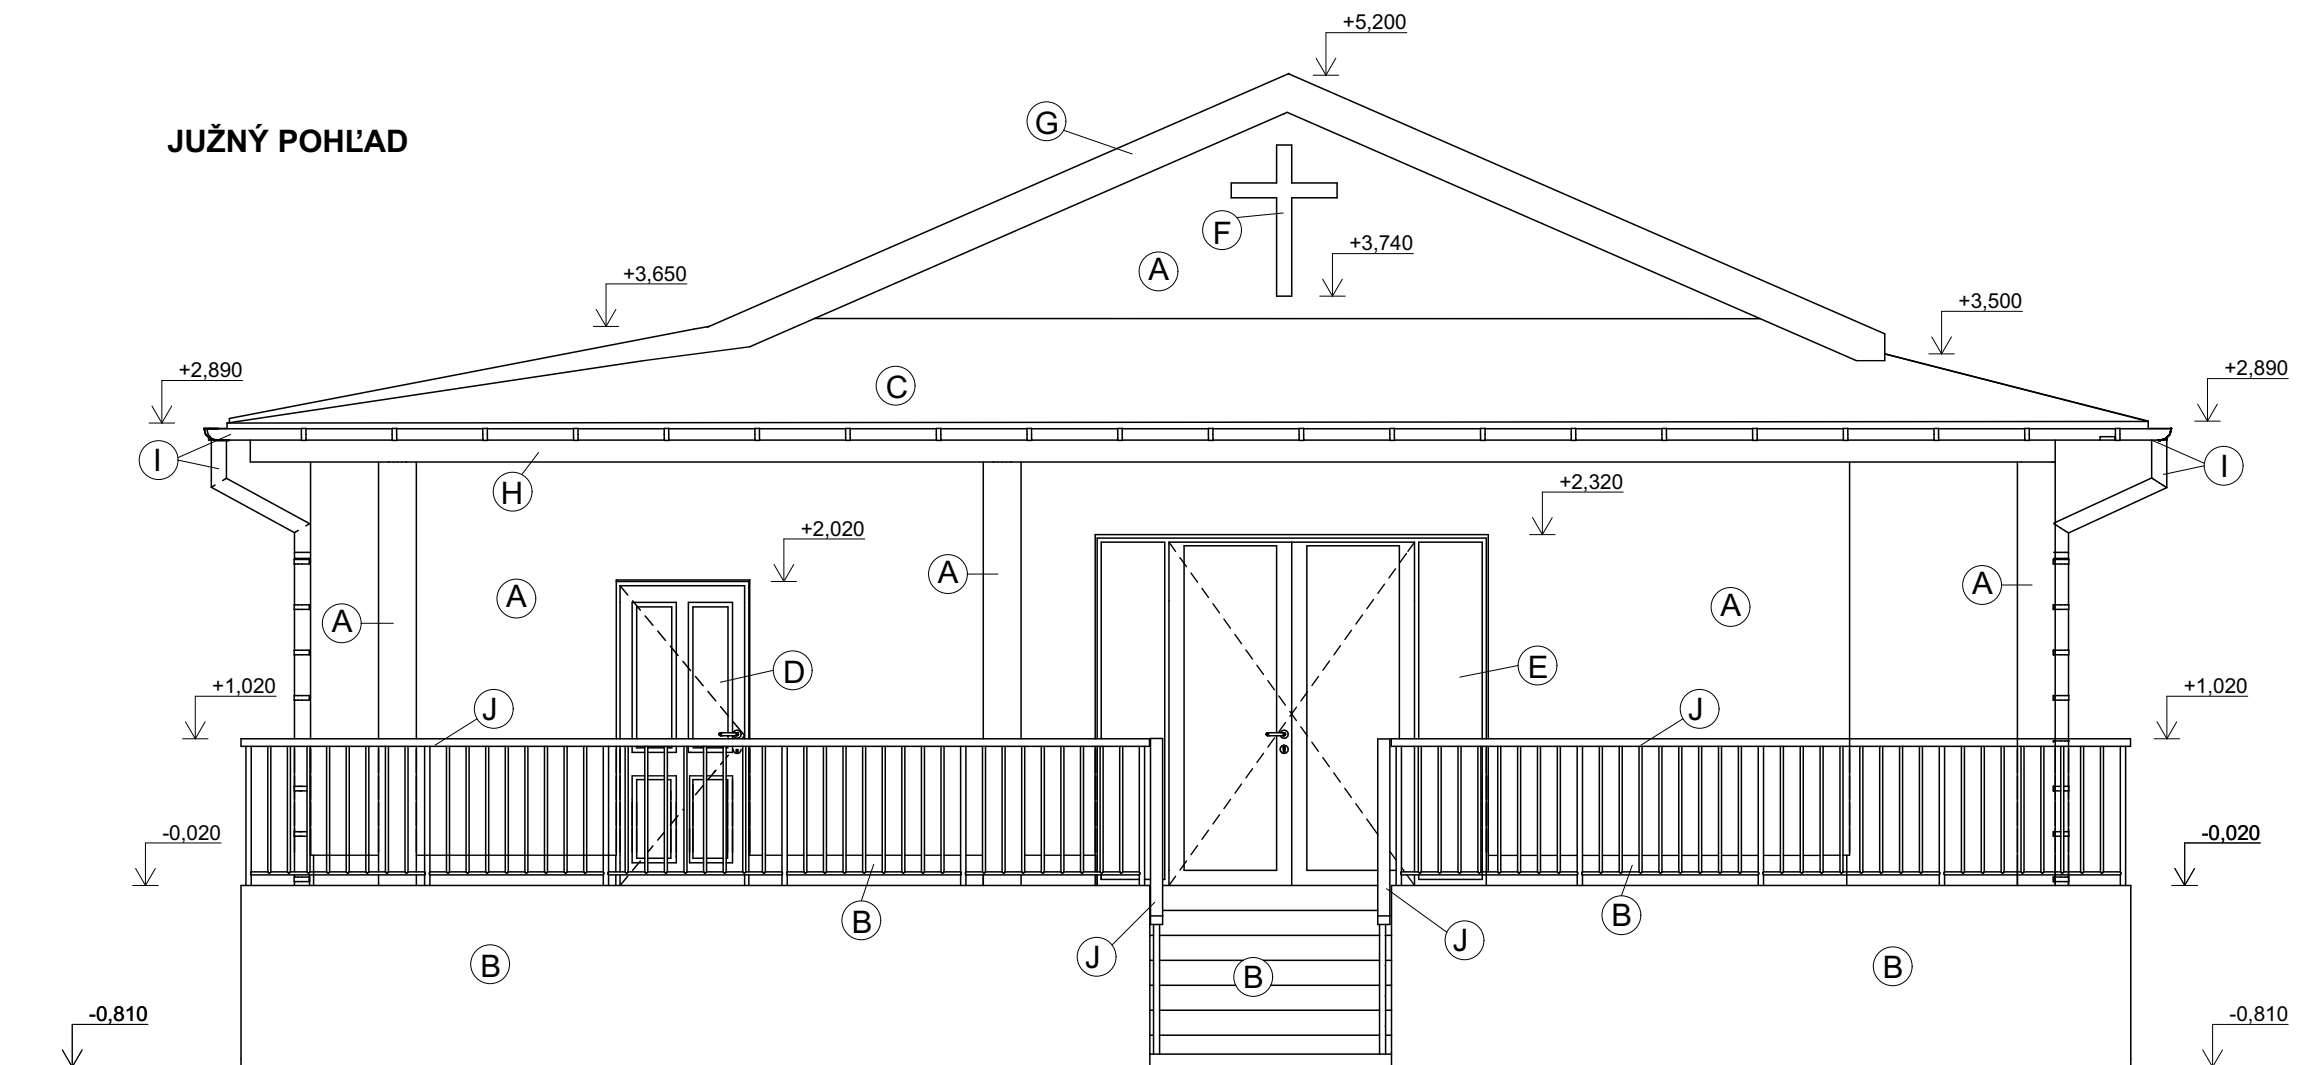 +5,200
G
JUŽNÝ POHĽAD
F
+3,740
A
+3,650
+3,500
+2,890
C
+2,890
I
H
I
+2,320
+2,020
A
A
A
A
A
D
E
+1,020
J
J
+1,020
-0,020
-0,020
B
B
J
J
B
B
B
-0,810
-0,810